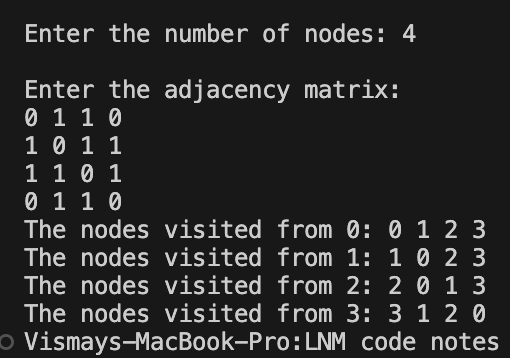 Enter the number of nodes: 4
Enter the adjacency matrix:
0 1 1 0
1 0 1 1
1 1 0 1
0 1 1 0
The nodes visited from 0: 0 1 2 3
The nodes visited from 1: 1 0 2 3
The nodes visited from 2: 2 0 1 3
The nodes visited from 3: 3 1 2 0
Vismays-MacBook-Pro:LNM code notes